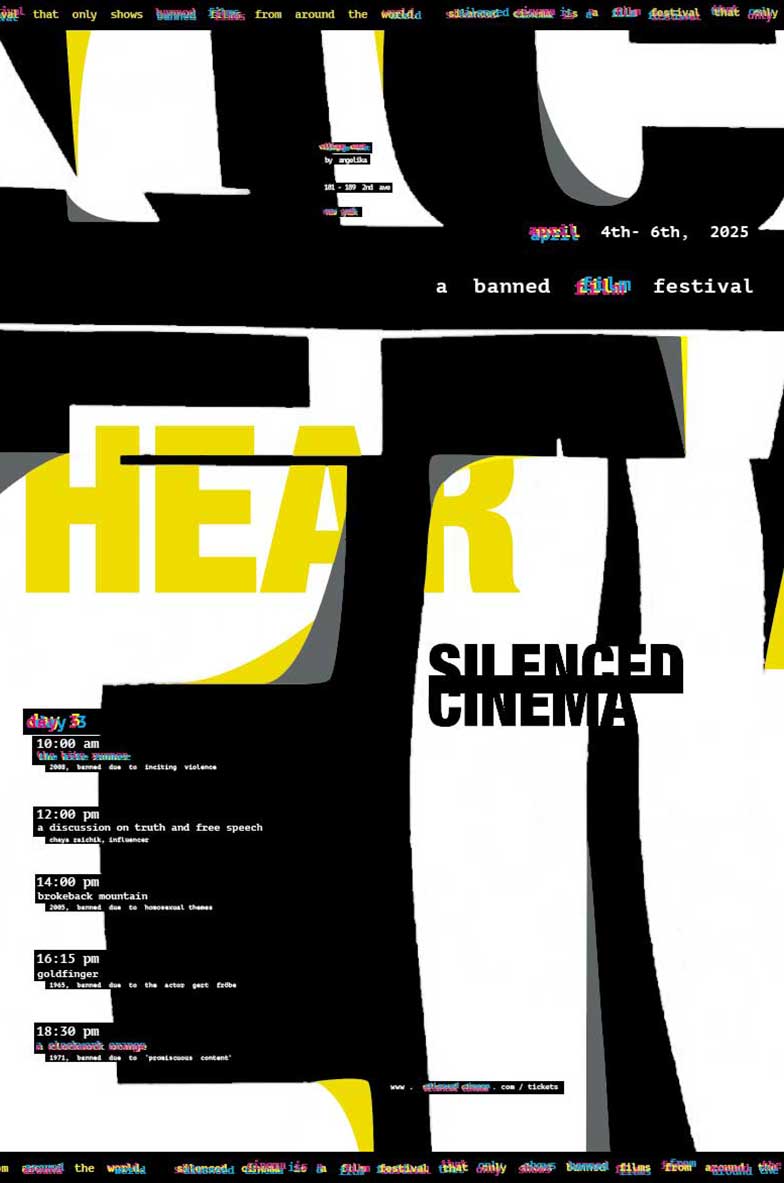 that only shows banned films from around the world. silenced cinema is a film festival that only
village east
by angelika
181 - 189 2nd ave
new york
april 4th- 6th, 2025
a banned film festival
HEAR
SILENCED
CINEMA
day 3
10:00 am
the kite runner
2008, banned due to inciting violence
12:00 pm
a discussion on truth and free speech
chaya raichik, influencer
14:00 pm
brokeback mountain
2005, banned due to homosexual themes
16:15 pm
goldfinger
1965, banned due to the actor gert fröbe
18:30 pm
a clockwork orange
1971, banned due to 'promiscuous content'
www . silenced cinema . com / tickets
around the world. silenced cinema is a film festival that only shows banned films from around the